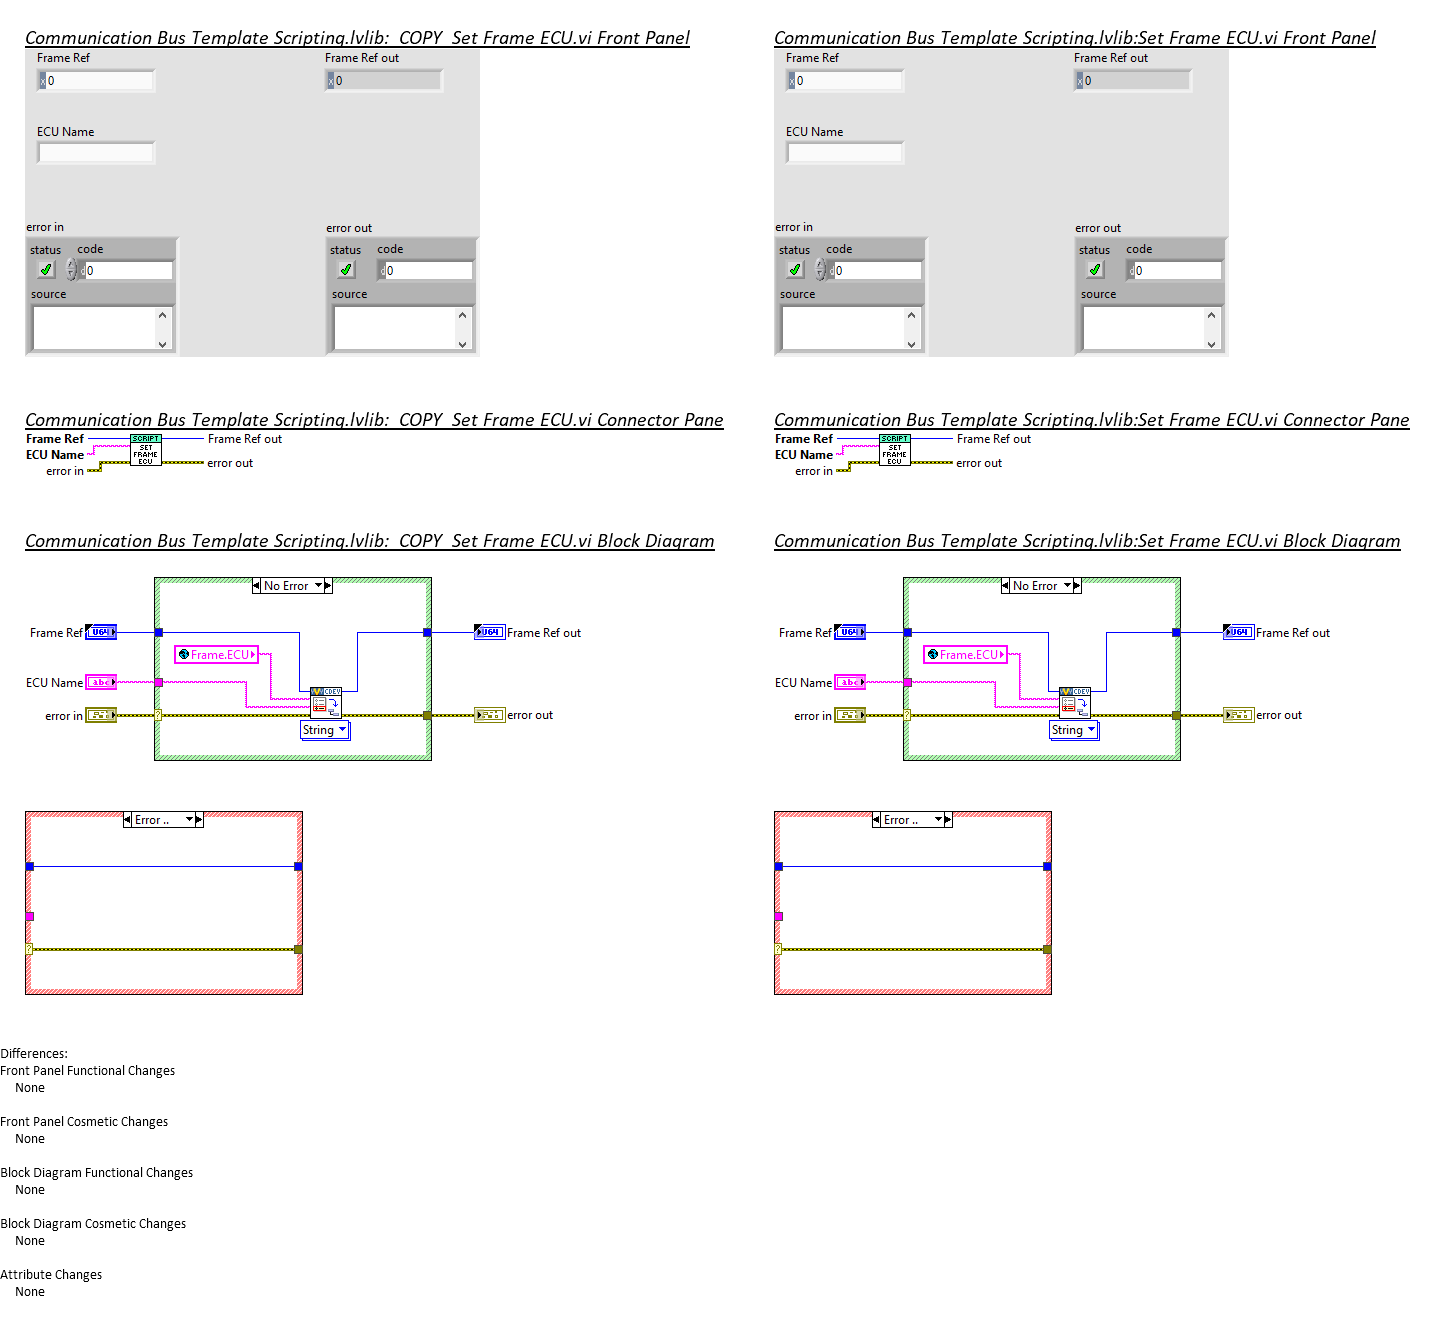 Communication Bus Template Scripting.lvlib:_COPY_Set Frame ECU.vi Front Panel
Frame Ref
x 0
Frame Ref out
x 0
ECU Name
error in
status
code
d 0
source
error out
status
code
d 0
source
Communication Bus Template Scripting.lvlib:Set Frame ECU.vi Front Panel
Frame Ref
x 0
Frame Ref out
x 0
ECU Name
error in
status
code
d 0
source
error out
status
code
d 0
source
Communication Bus Template Scripting.lvlib:_COPY_Set Frame ECU.vi Connector Pane
Frame Ref
ECU Name
error in
SCRIPT
SET
FRAME
ECU
Frame Ref out
error out
Communication Bus Template Scripting.lvlib:Set Frame ECU.vi Connector Pane
Frame Ref
ECU Name
error in
SCRIPT
SET
FRAME
ECU
Frame Ref out
error out
Communication Bus Template Scripting.lvlib:_COPY_Set Frame ECU.vi Block Diagram
No Error
Frame Ref
U64
U64
Frame Ref out
Frame.ECU
ECU Name
abc
CDEV
error in
?
error out
String
Communication Bus Template Scripting.lvlib:Set Frame ECU.vi Block Diagram
No Error
Frame Ref
U64
U64
Frame Ref out
Frame.ECU
ECU Name
abc
CDEV
error in
?
error out
String
Error ..
?
Error ..
?
Differences:
Front Panel Functional Changes
None
Front Panel Cosmetic Changes
None
Block Diagram Functional Changes
None
Block Diagram Cosmetic Changes
None
Attribute Changes
None